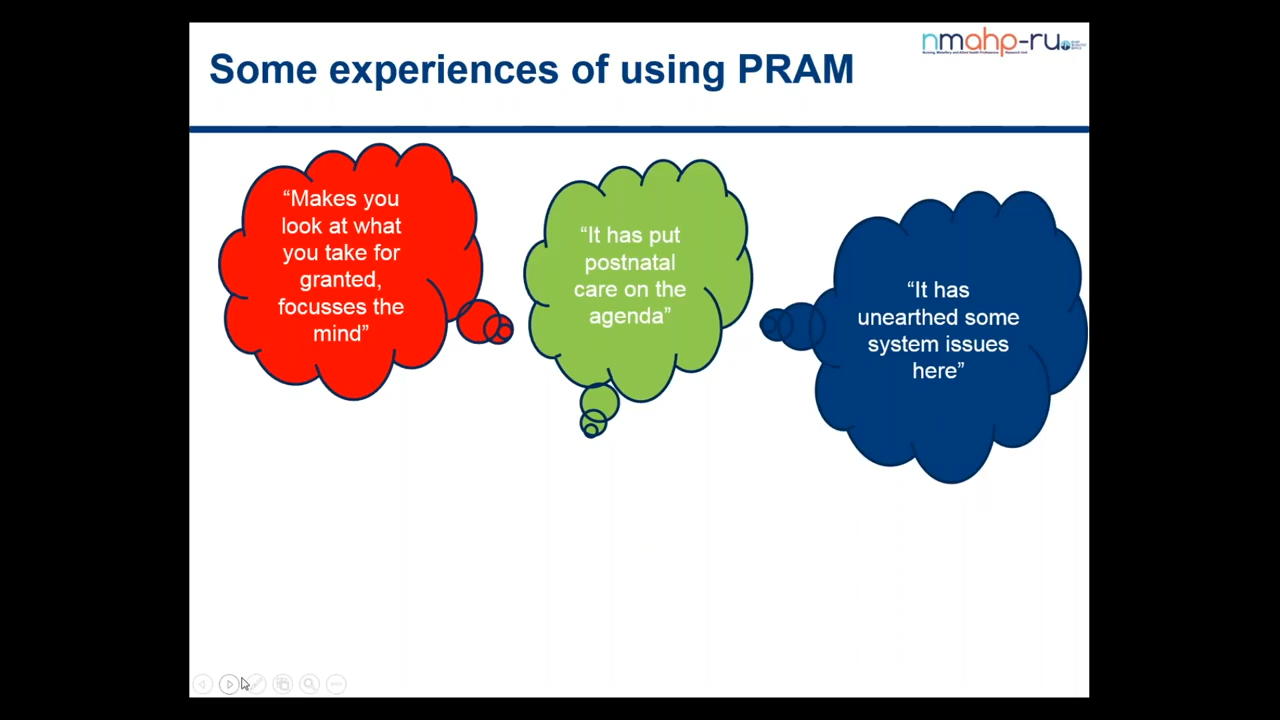 Some experiences of using PRAM
nmahp-ru
“Makes you
look at what
you take for
granted,
focusses the
mind”
“It has put
postnatal
care on the
agenda”
“It has
unearthed some
system issues
here”